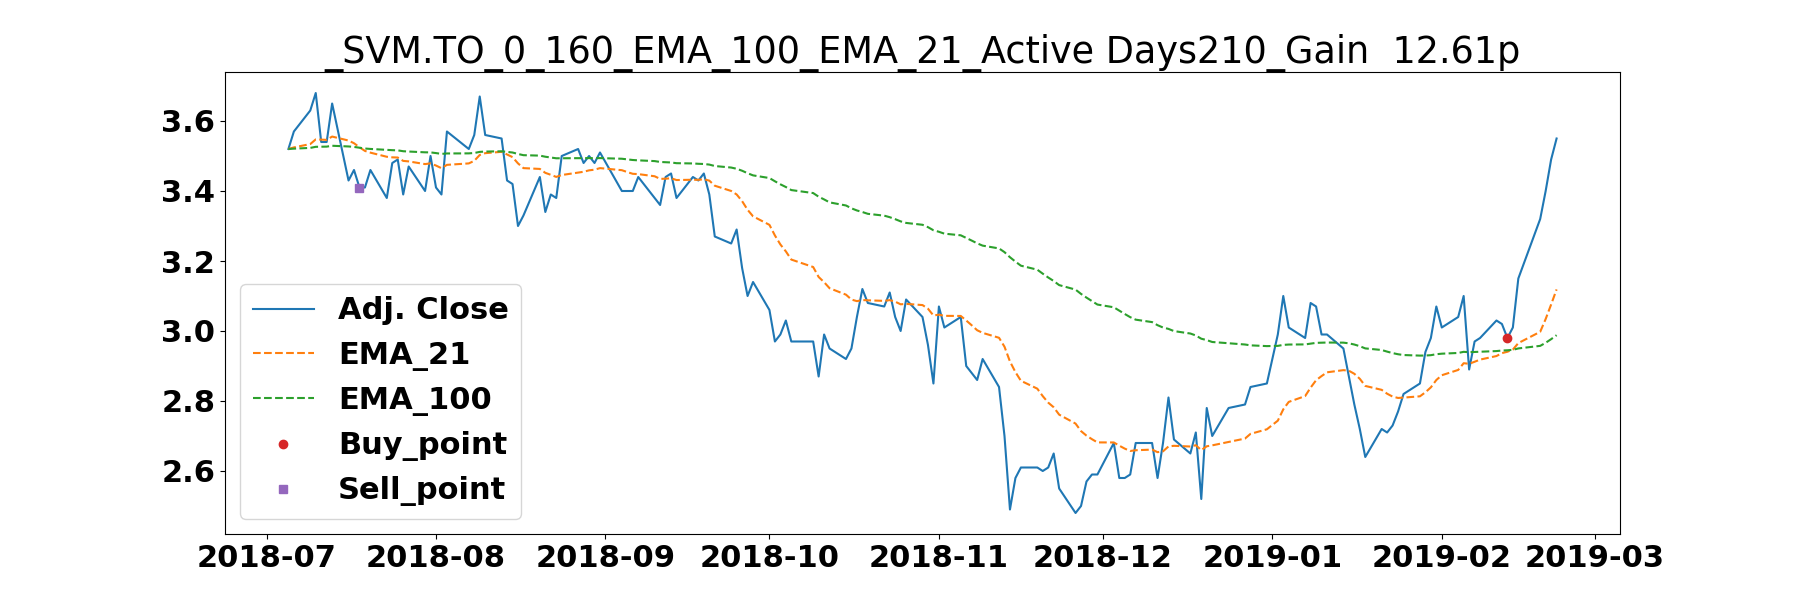 _SVM.TO_0_160_EMA_100_EMA_21_Active Days210_Gain  12.61p
3.6
3.4
3.2
3.0
2.8
2.6
Adj. Close
EMA_21
EMA_100
Buy_point
Sell_point
2018-07 2018-08 2018-09 2018-10 2018-11 2018-12 2019-01 2019-02 2019-03